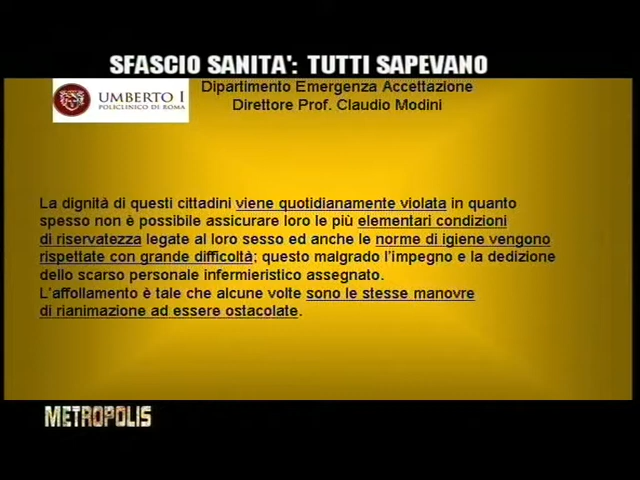 SFASCIO SANITA': TUTTI SAPEVANO
Dipartimento Emergenza Accettazione
UMBERTO I
POLICLINICO DI ROMA
Direttore Prof. Claudio Modini
La dignità di questi cittadini viene quotidianamente violata in quanto
spesso non è possibile assicurare loro le più elementari condizioni
di riservatezza legate al loro sesso ed anche le norme di igiene vengono
rispettate con grande difficoltà; questo malgrado l'impegno e la dedizione
dello scarso personale infermieristico assegnato.
L'affollamento è tale che alcune volte sono le stesse manovre
di rianimazione ad essere ostacolate.
METROPOLIS